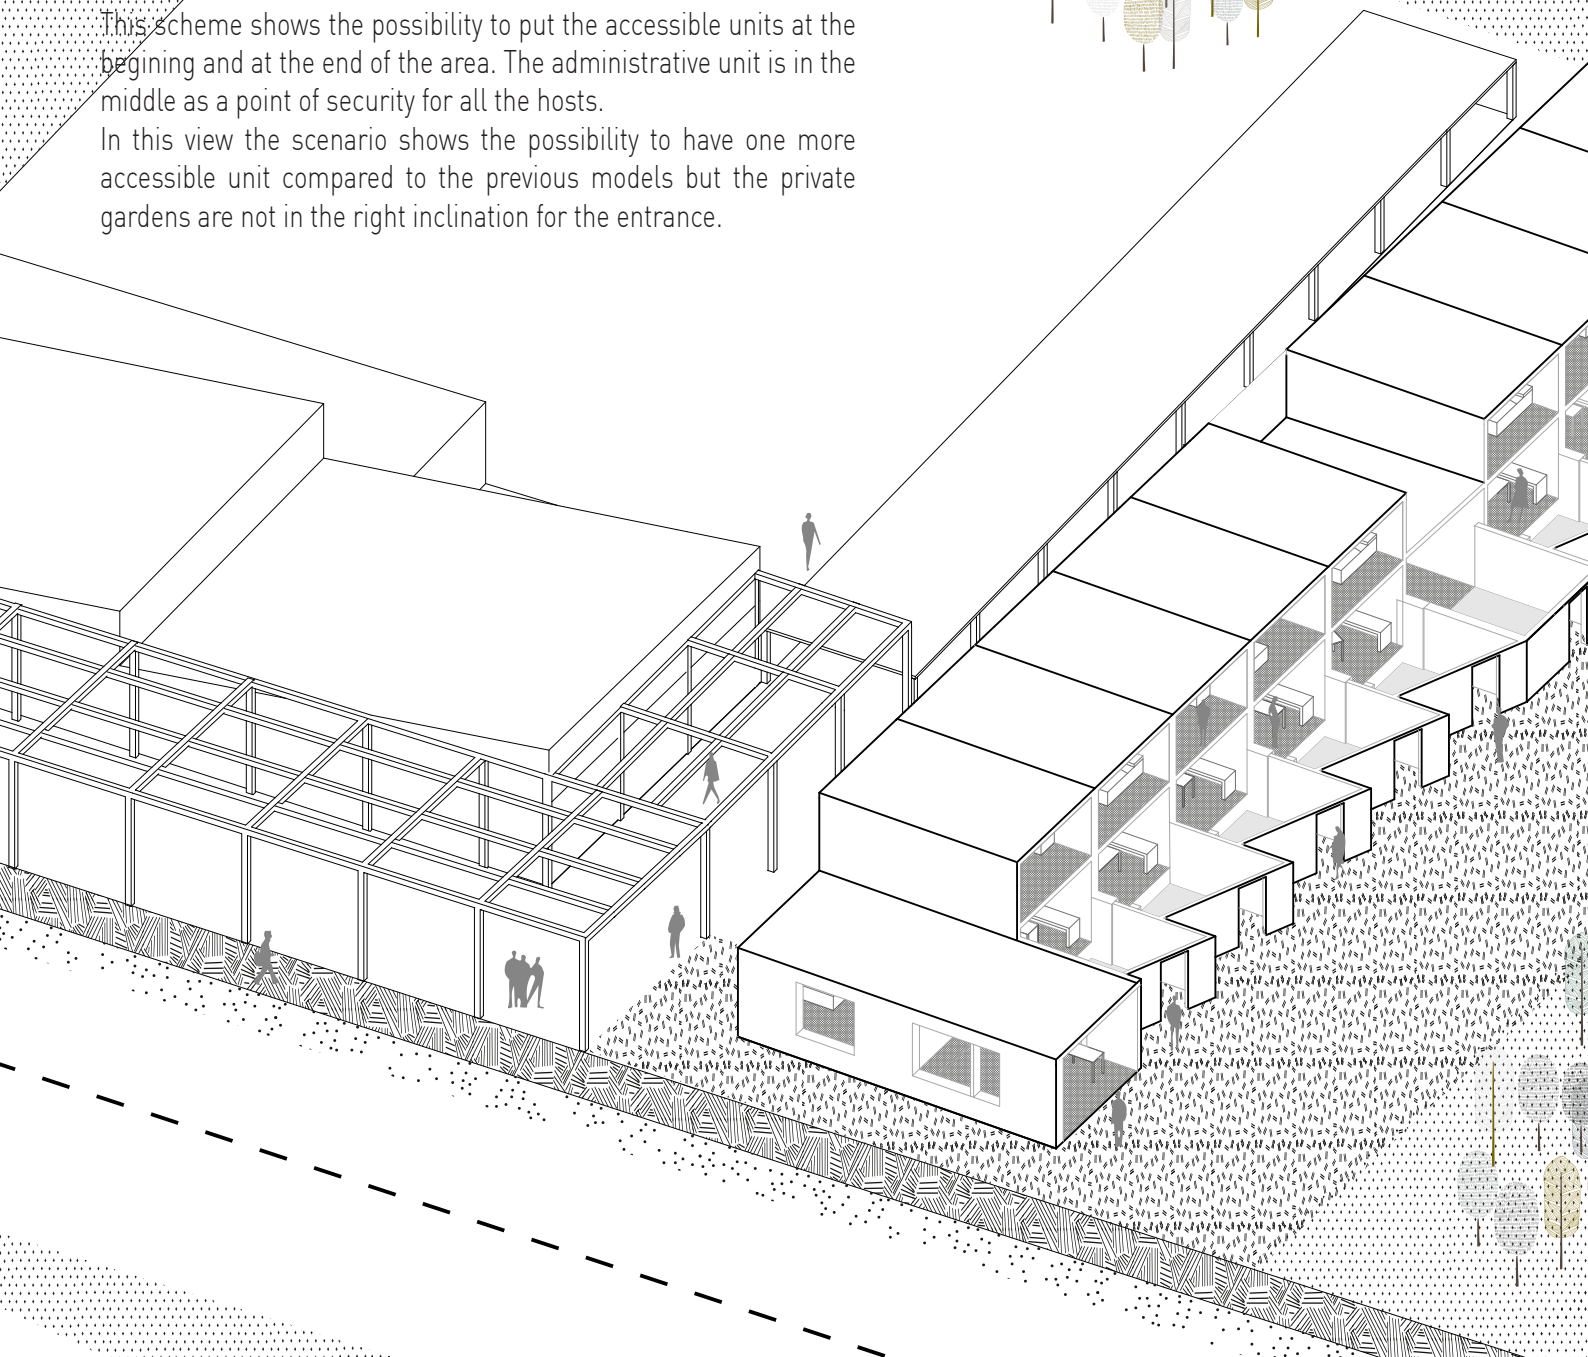 This scheme shows the possibility to put the accessible units at the
begining and at the end of the area. The administrative unit is in the
middle as a point of security for all the hosts.
In this view the scenario shows the possibility to have one more
accessible unit compared to the previous models but the private
gardens are not in the right inclination for the entrance.